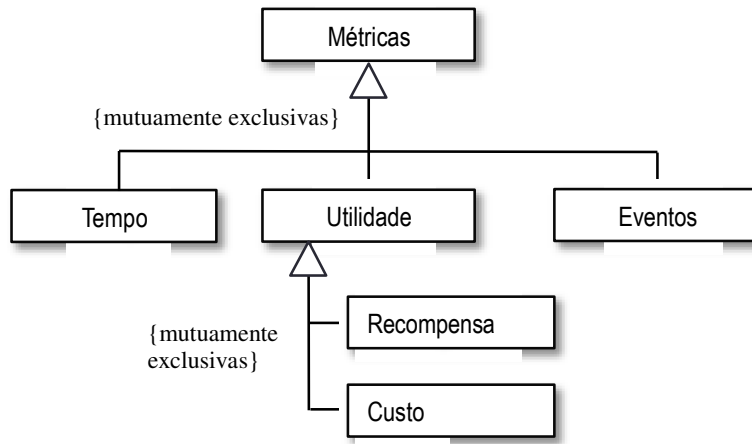 Métricas
{mutuamente exclusivas}
Tempo
Utilidade
Eventos
Recompensa
{mutuamente
exclusivas}
Custo